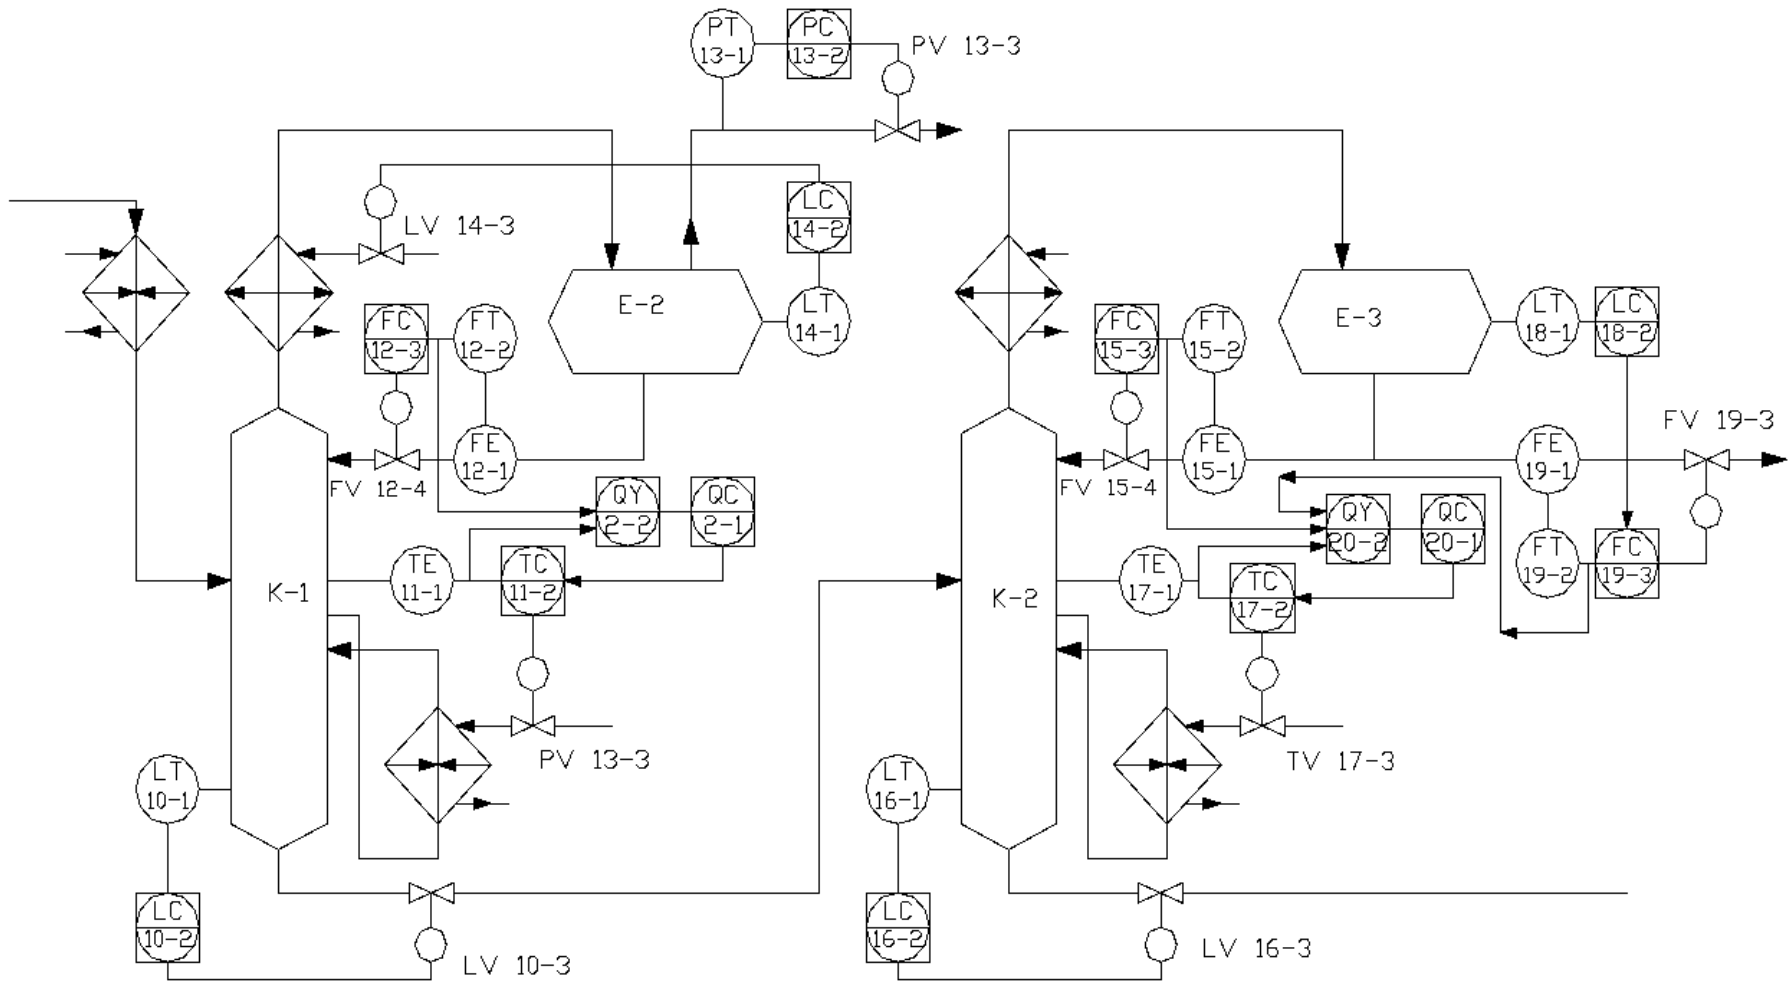 PT
13-1
PC
13-2
PV 13-3
LC
14-2
LV 14-3
E-2
LT
14-1
E-3
LT
18-1
LC
18-2
FC
12-3
FT
12-2
FC
15-3
FT
15-2
FV 19-3
FE
12-1
FE
15-1
FE
19-1
FV 12-4
FV 15-4
QY
2-2
QC
2-1
QY
20-2
QC
20-1
TE
11-1
TC
11-2
TE
17-1
TC
17-2
FT
19-2
FC
19-3
K-1
K-2
PV 13-3
TV 17-3
LT
10-1
LT
16-1
LC
10-2
LC
16-2
LV 10-3
LV 16-3